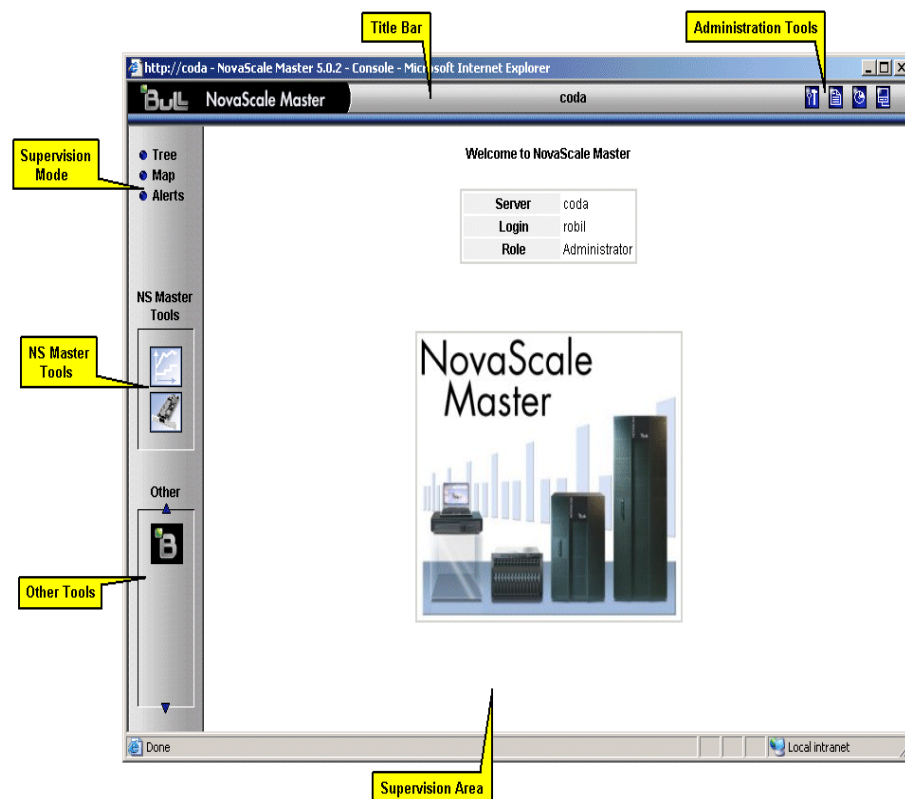 Title Bar
Administration Tools
http://coda - NovaScale Master 5.0.2 - Console - Microsoft Internet Explorer
Bull NovaScale Master
coda
Supervision
Mode
Tree
Map
Alerts
Welcome to NovaScale Master
Server coda
Login robil
Role Administrator
NS Master
Tools
NS Master
Tools
NovaScale
Master
Other
B
Other Tools
Done
Local intranet
Supervision Area